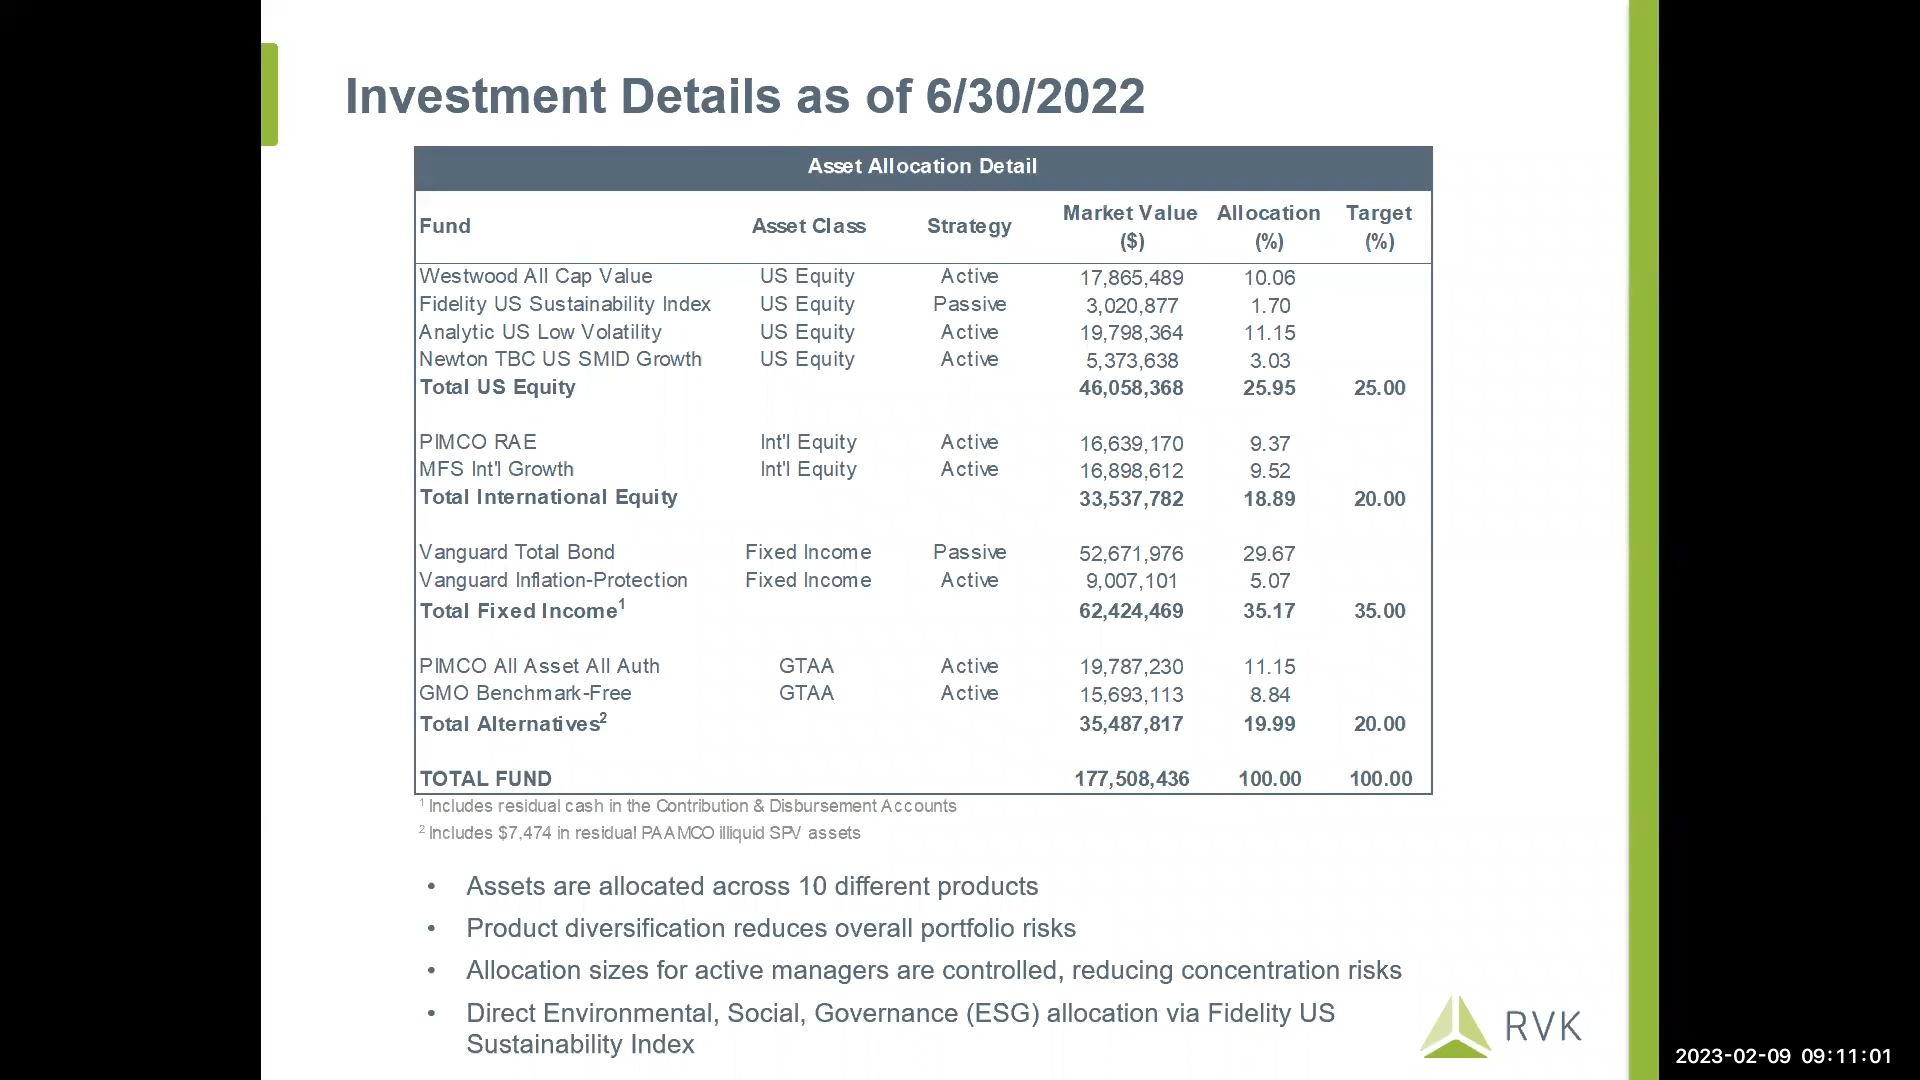 Investment Details as of 6/30/2022
Asset Allocation Detail
Fund Asset Class Strategy Market Value ($) Allocation (%) Target (%)
Westwood All Cap Value US Equity Active 17,865,489 10.06
Fidelity US Sustainability Index US Equity Passive 3,020,877 1.70
Analytic US Low Volatility US Equity Active 19,798,364 11.15
Newton TBC US SMID Growth US Equity Active 5,373,638 3.03
Total US Equity 46,058,368 25.95 25.00
PIMCO RAE Int'l Equity Active 16,639,170 9.37
MFS Int'l Growth Int'l Equity Active 16,898,612 9.52
Total International Equity 33,537,782 18.89 20.00
Vanguard Total Bond Fixed Income Passive 52,671,976 29.67
Vanguard Inflation-Protection Fixed Income Active 9,007,101 5.07
Total Fixed Income¹ 62,424,469 35.17 35.00
PIMCO All Asset All Auth GTAA Active 19,787,230 11.15
GMO Benchmark-Free GTAA Active 15,693,113 8.84
Total Alternatives² 35,487,817 19.99 20.00
TOTAL FUND 177,508,436 100.00 100.00
¹ Includes residual cash in the Contribution & Disbursement Accounts
² Includes $7,474 in residual PAAMCO illiquid SPV assets
• Assets are allocated across 10 different products
• Product diversification reduces overall portfolio risks
• Allocation sizes for active managers are controlled, reducing concentration risks
• Direct Environmental, Social, Governance (ESG) allocation via Fidelity US
Sustainability Index
RVK
2023-02-09 09:11:01